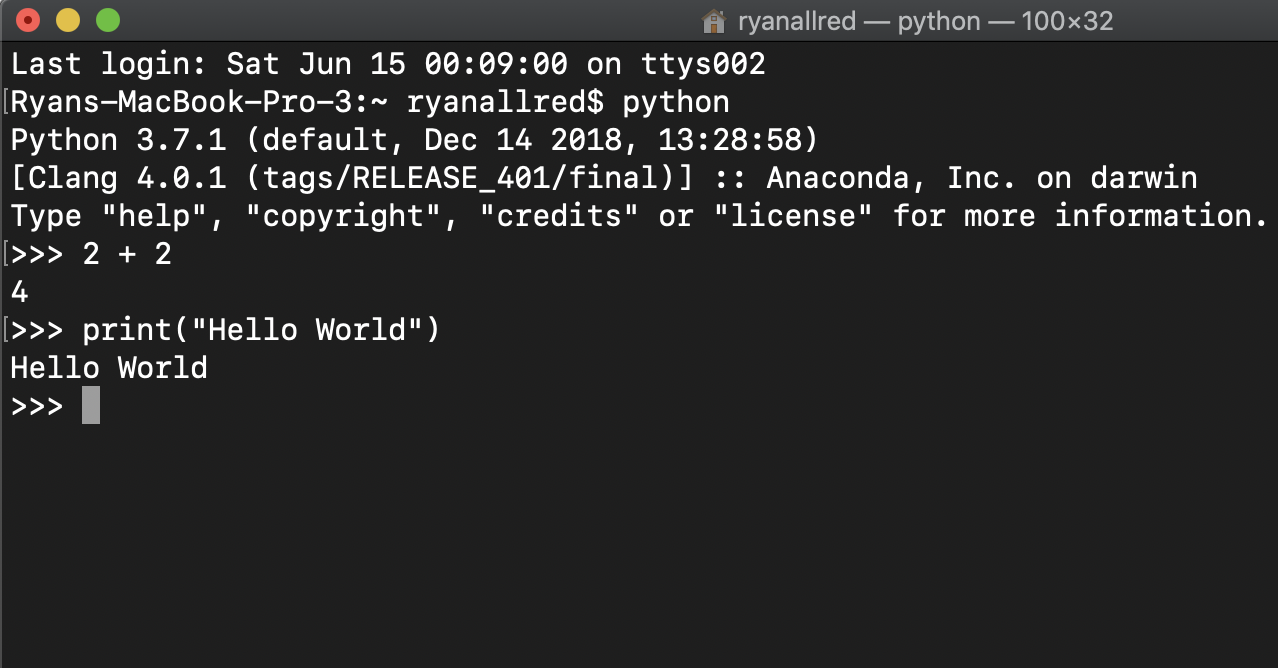 ryanallred — python — 100×32
Last login: Sat Jun 15 00:09:00 on ttys002
[Ryans-MacBook-Pro-3:~ ryanallred$ python
Python 3.7.1 (default, Dec 14 2018, 13:28:58)
[Clang 4.0.1 (tags/RELEASE_401/final)] :: Anaconda, Inc. on darwin
Type "help", "copyright", "credits" or "license" for more information.
[>>> 2 + 2
4
[>>> print("Hello World")
Hello World
>>>